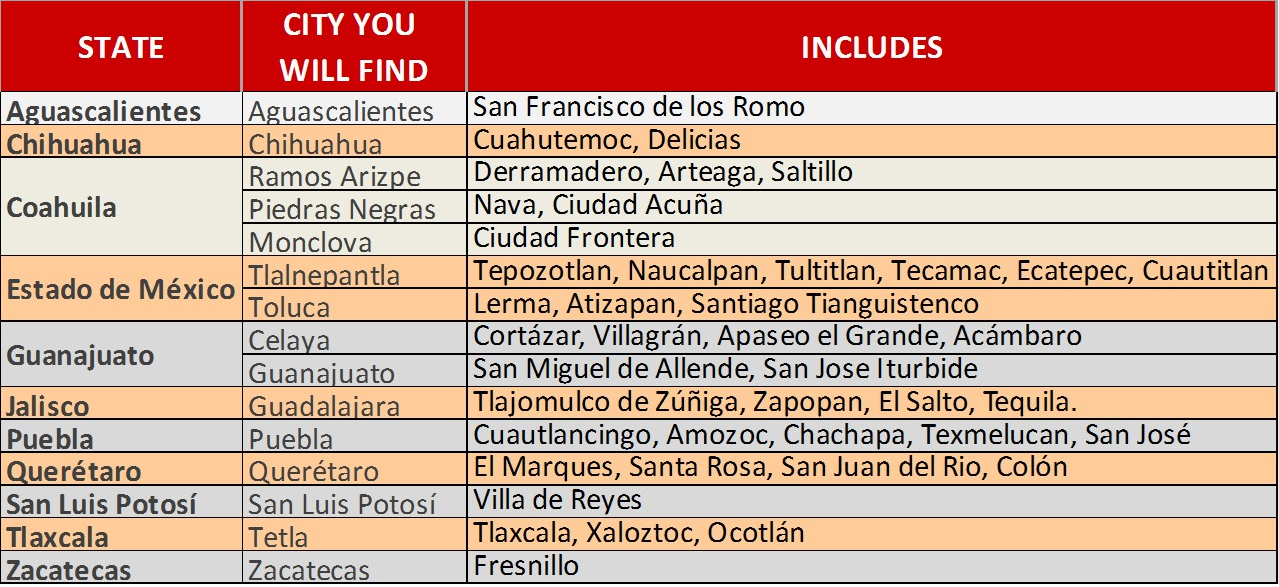 STATE CITY YOU WILL FIND INCLUDES
Aguascalientes Aguascalientes San Francisco de los Romo
Chihuahua Chihuahua Cuahutemoc, Delicias
Coahuila Ramos Arizpe Derramadero, Arteaga, Saltillo
Piedras Negras Nava, Ciudad Acuña
Monclova Ciudad Frontera
Estado de México Tlalnepantla Tepozotlan, Naucalpan, Tultitlan, Tecamac, Ecatepec, Cuautitlan
Toluca Lerma, Atizapan, Santiago Tianguistenco
Guanajuato Celaya Cortázar, Villagrán, Apaseo el Grande, Acámbaro
Guanajuato San Miguel de Allende, San Jose Iturbide
Jalisco Guadalajara Tlajomulco de Zúñiga, Zapopan, El Salto, Tequila.
Puebla Puebla Cuautlancingo, Amozoc, Chachapa, Texmelucan, San José
Querétaro Querétaro El Marques, Santa Rosa, San Juan del Rio, Colón
San Luis Potosí San Luis Potosí Villa de Reyes
Tlaxcala Tetla Tlaxcala, Xaloztoc, Ocotlán
Zacatecas Zacatecas Fresnillo